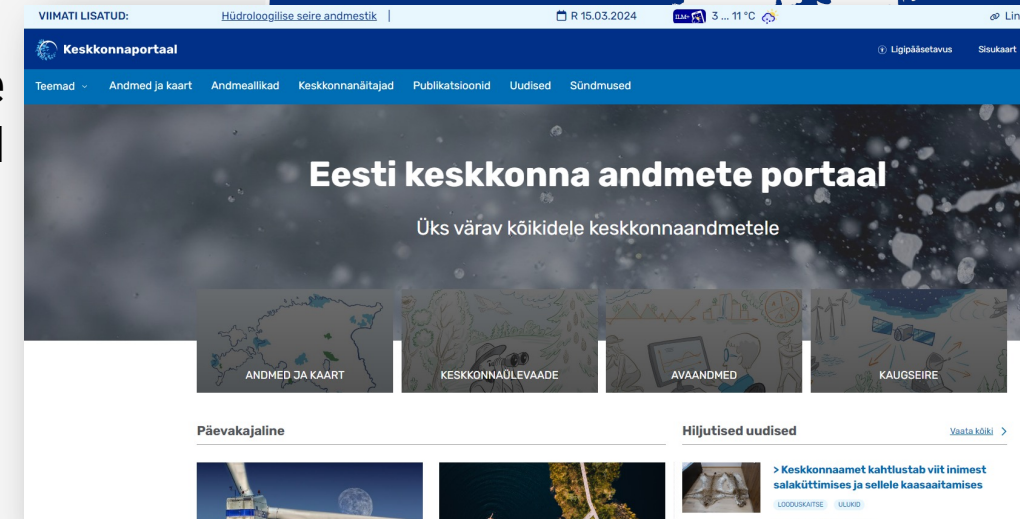 VIIMATI LISATUD: Hüdroloogilise seire andmestik | R 15.03.2024 ILM+ 3 ... 11 °C
Keskkonnaportaal Ligipääsetavus Sisukaart
Teemad Andmed ja kaart Andmeallikad Keskkonnanäitajad Publikatsioonid Uudised Sündmused
Eesti keskkonna andmete portaal
Üks värav kõikidele keskkonnaandmetele
ANDMED JA KAART KESKKONNAÜLEVAADE AVAANDMED KAUGSEIRE
Päevakajaline
Hiljutised uudised Vaata kõiki >
> Keskkonnaamet kahtlustab viit inimest
salaküttimises ja sellele kaasaaitamises
LOODUSKAITSE ULUKID